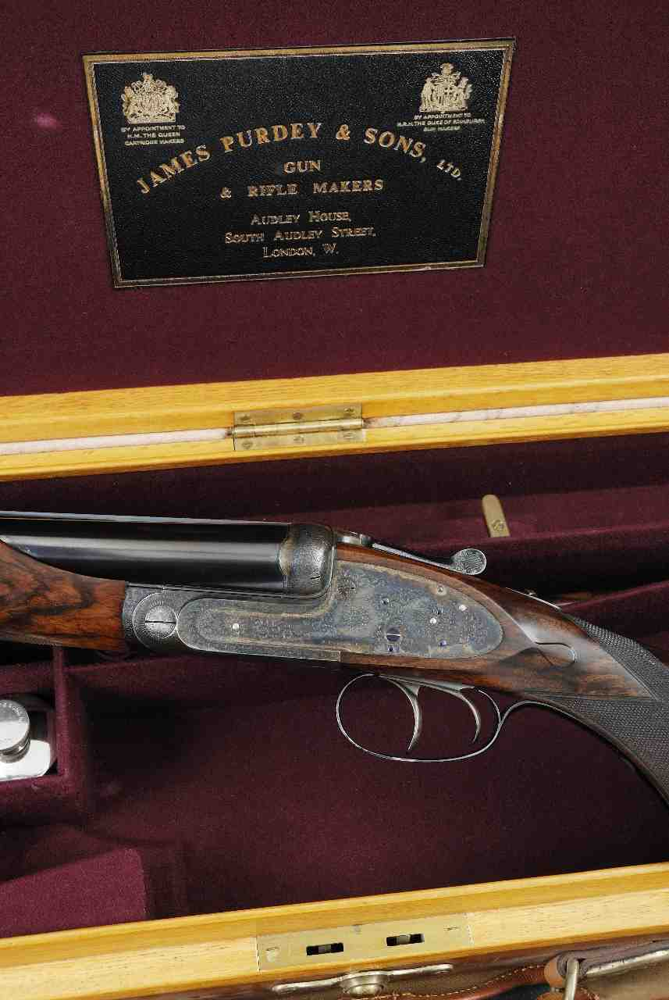 BY APPOINTMENT TO
H.M. THE QUEEN
CARTRIDGE MAKERS
BY APPOINTMENT TO
H.R.H. THE DUKE OF EDINBURGH
GUN MAKERS
JAMES PURDEY & SONS, LTD.
GUN
& RIFLE MAKERS
AUDLEY HOUSE,
SOUTH AUDLEY STREET,
LONDON, W.